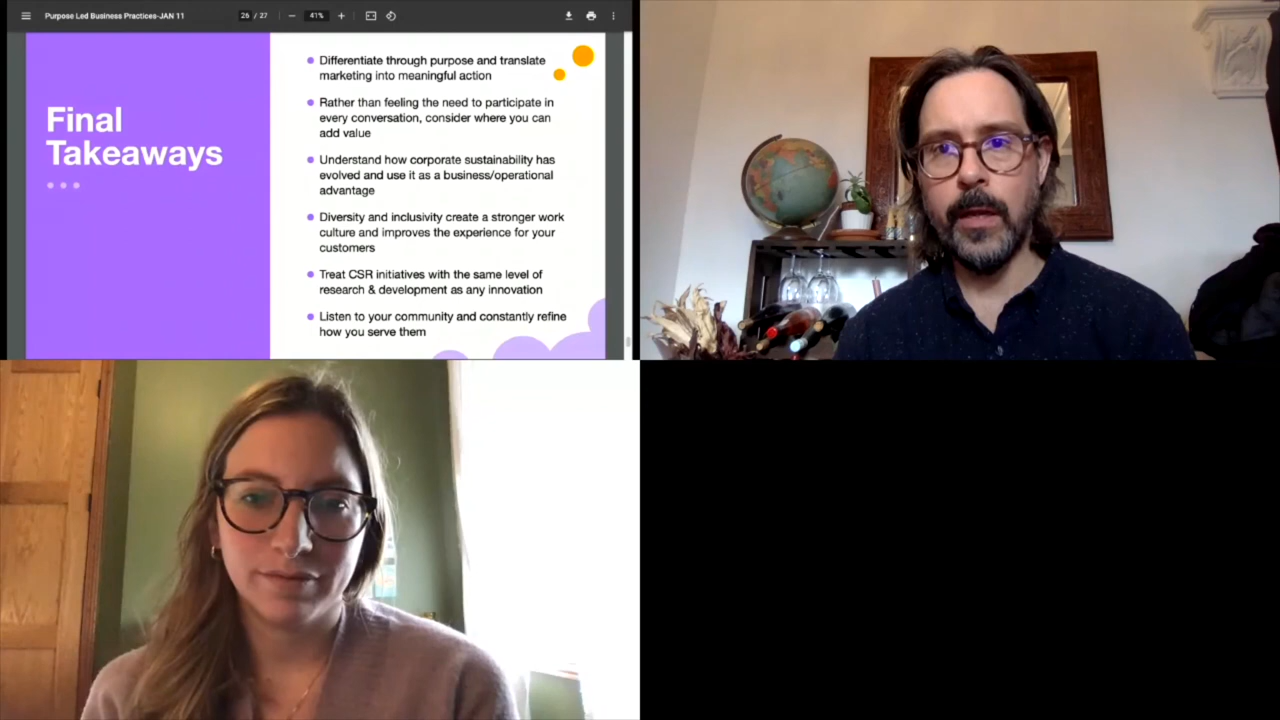 Purpose Led Business Practices-JAN 11
26 / 27
41%
Final
Takeaways
Differentiate through purpose and translate
marketing into meaningful action
Rather than feeling the need to participate in
every conversation, consider where you can
add value
Understand how corporate sustainability has
evolved and use it as a business/operational
advantage
Diversity and inclusivity create a stronger work
culture and improves the experience for your
customers
Treat CSR initiatives with the same level of
research & development as any innovation
Listen to your community and constantly refine
how you serve them